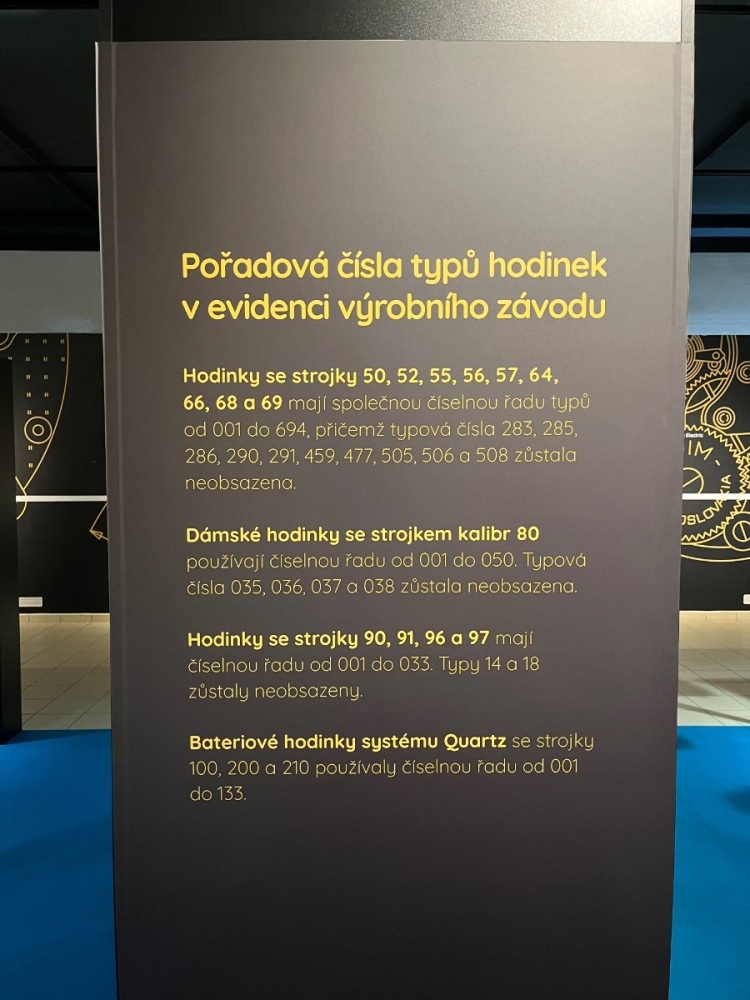 Pořadová čísla typů hodinek
v evidenci výrobního závodu
Hodinky se strojky 50, 52, 55, 56, 57, 64,
66, 68 a 69 mají společnou číselnou řadu typů
od 001 do 694, přičemž typová čísla 283, 285,
286, 290, 291, 459, 477, 505, 506 a 508 zůstala
neobsazena.
Dámské hodinky se strojkem kalibr 80
používají číselnou řadu od 001 do 050. Typová
čísla 035, 036, 037 a 038 zůstala neobsazena.
Hodinky se strojky 90, 91, 96 a 97 mají
číselnou řadu od 001 do 033. Typy 14 a 18
zůstaly neobsazeny.
Bateriové hodinky systému Quartz se strojky
100, 200 a 210 používaly číselnou řadu od 001
do 133.
Electric